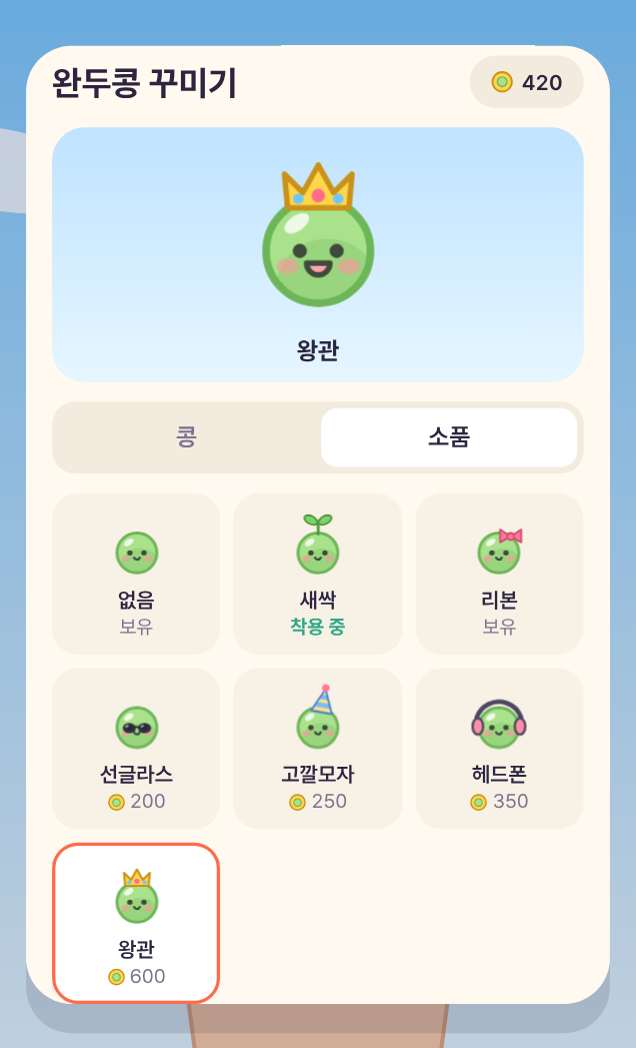 완두콩 꾸미기
420
왕관
콩
소품
없음
보유
새싹
착용 중
리본
보유
선글라스
200
고깔모자
250
헤드폰
350
왕관
600